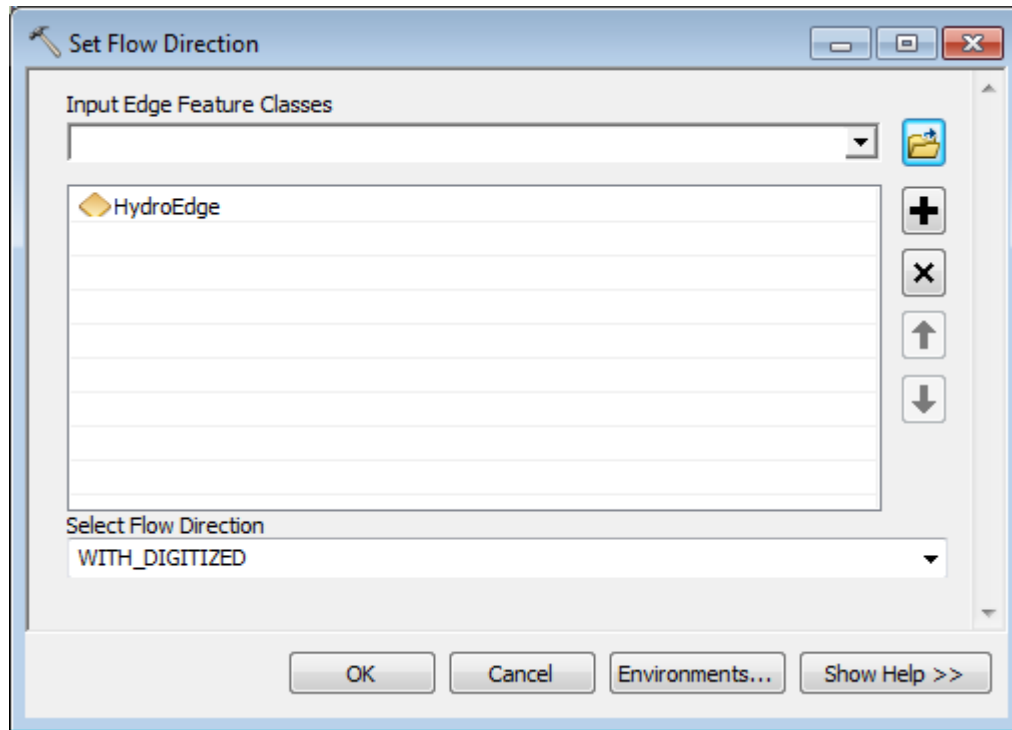 Set Flow Direction
Input Edge Feature Classes
HydroEdge
Select Flow Direction
WITH_DIGITIZED
OK Cancel Environments... Show Help >>